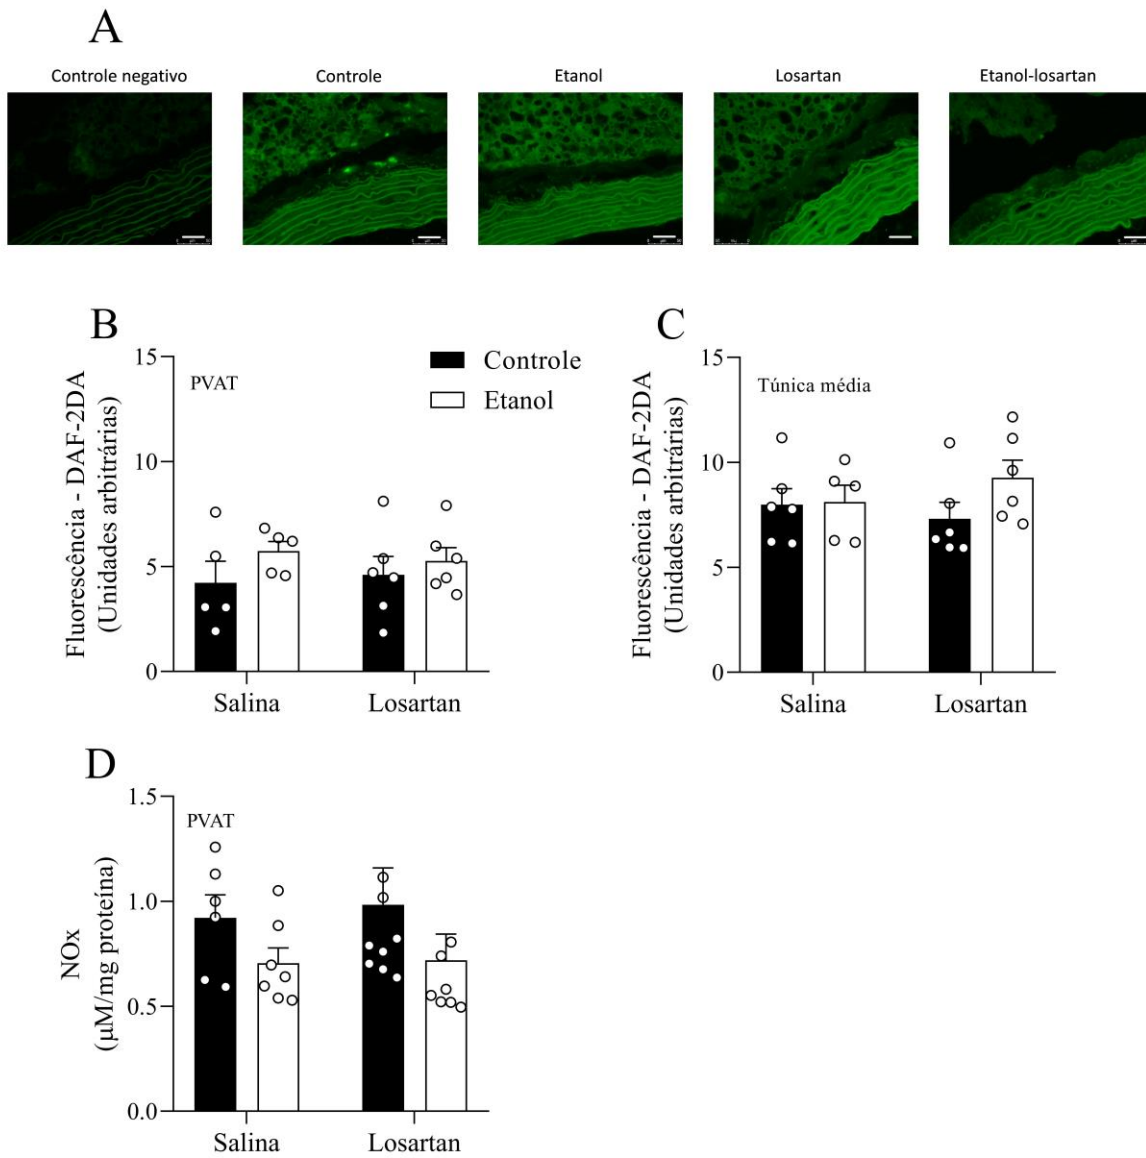 A
Controle negativo
Controle
Etanol
Losartan
Etanol-losartan
B
Fluorescência - DAF-2DA
(Unidades arbitrárias)
15
10
5
0
PVAT
Controle
Etanol
Salina
Losartan
C
Fluorescência - DAF-2DA
(Unidades arbitrárias)
15
10
5
0
Túnica média
Salina
Losartan
D
NOx
(µM/mg proteína)
1.5
1.0
0.5
0.0
PVAT
Salina
Losartan